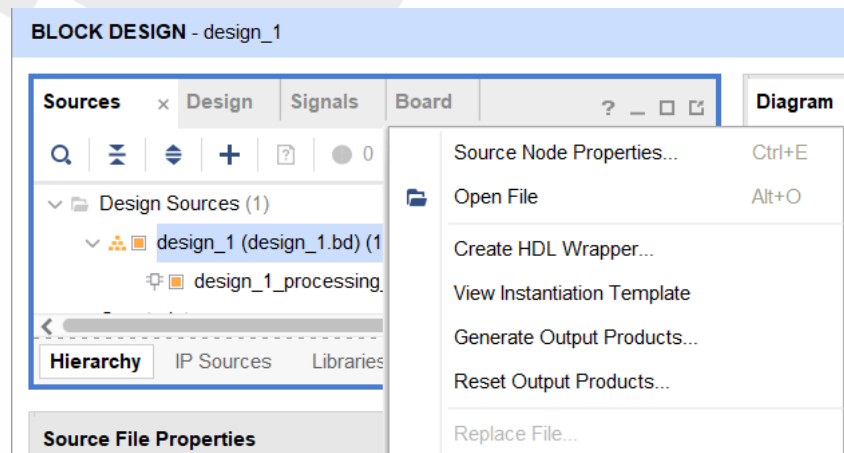 BLOCK DESIGN - design_1
Sources × Design Signals Board ? Diagram
0
Design Sources (1)
design_1 (design_1.bd) (1
design_1_processing_
Hierarchy IP Sources Libraries
Source File Properties
Source Node Properties... Ctrl+E
Open File Alt+O
Create HDL Wrapper...
View Instantiation Template
Generate Output Products...
Reset Output Products...
Replace File...